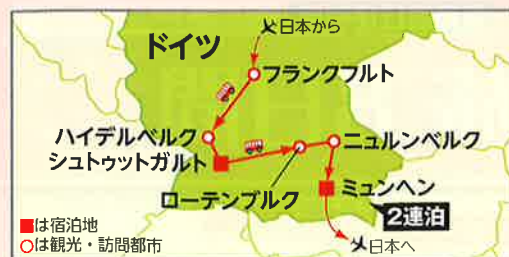 日本から
ドイツ
フランクフルト
ハイデルベルク
シュトゥットガルト
ニュルンベルク
ローテンブルク
ミュンヘン
2連泊
■は宿泊地
○は観光・訪問都市
日本へ